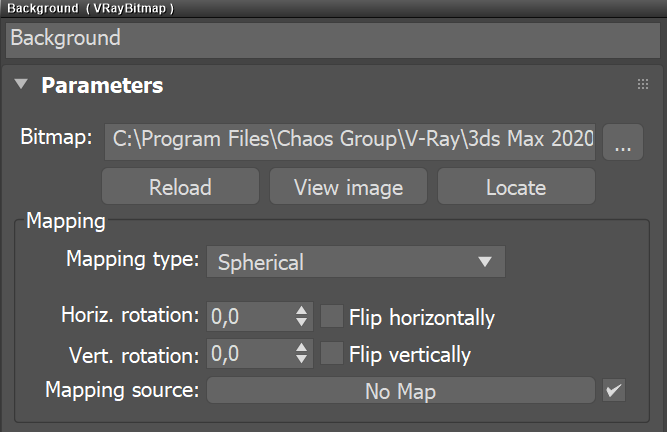 Background ( VRayBitmap )
Background
Parameters
Bitmap: C:\Program Files\Chaos Group\V-Ray\3ds Max 2020 ...
Reload View image Locate
Mapping
Mapping type: Spherical
Horiz. rotation: 0,0 Flip horizontally
Vert. rotation: 0,0 Flip vertically
Mapping source: No Map